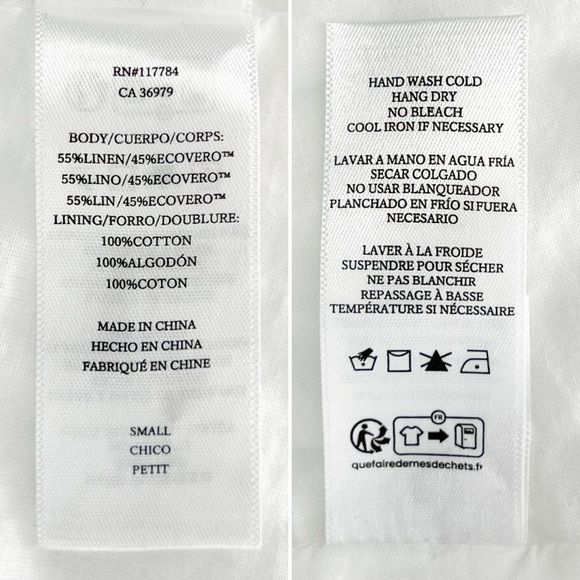 RN#117784
CA 36979
BODY/CUERPO/CORPS:
55%LINEN/45%ECOVERO™
55%LINO/45%ECOVERO™
55%LIN/45%ECOVERO™
LINING/FORRO/DOUBLURE:
100%COTTON
100%ALGODÓN
100%COTON
MADE IN CHINA
HECHO EN CHINA
FABRIQUÉ EN CHINE
SMALL
CHICO
PETIT
HAND WASH COLD
HANG DRY
NO BLEACH
COOL IRON IF NECESSARY
LAVAR A MANO EN AGUA FRÍA
SECAR COLGADO
NO USAR BLANQUEADOR
PLANCHADO EN FRÍO SI FUERA
NECESARIO
LAVER À LA FROIDE
SUSPENDRE POUR SÉCHER
NE PAS BLANCHIR
REPASSAGE À BASSE
TEMPÉRATURE SI NÉCESSAIRE
FR
quefairedemesdechets.fr